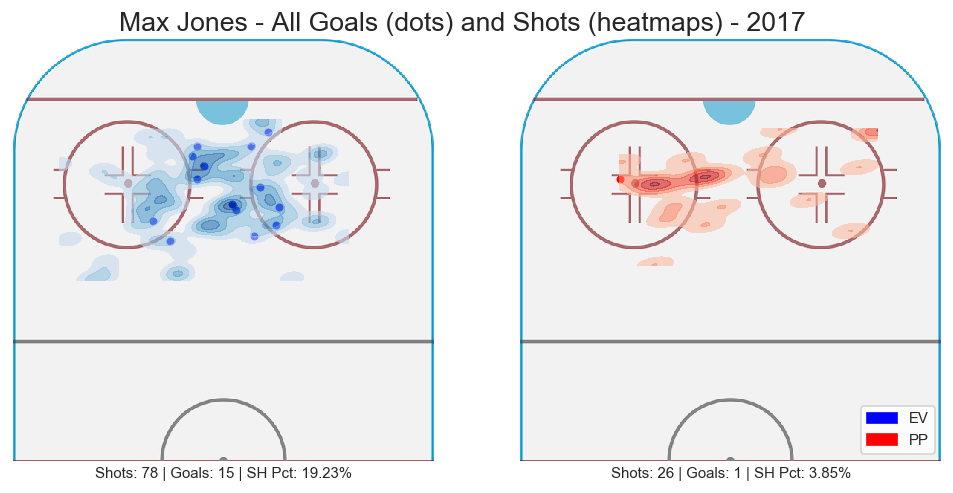 Max Jones - All Goals (dots) and Shots (heatmaps) - 2017
EV
PP
Shots: 78 | Goals: 15 | SH Pct: 19.23%
Shots: 26 | Goals: 1 | SH Pct: 3.85%